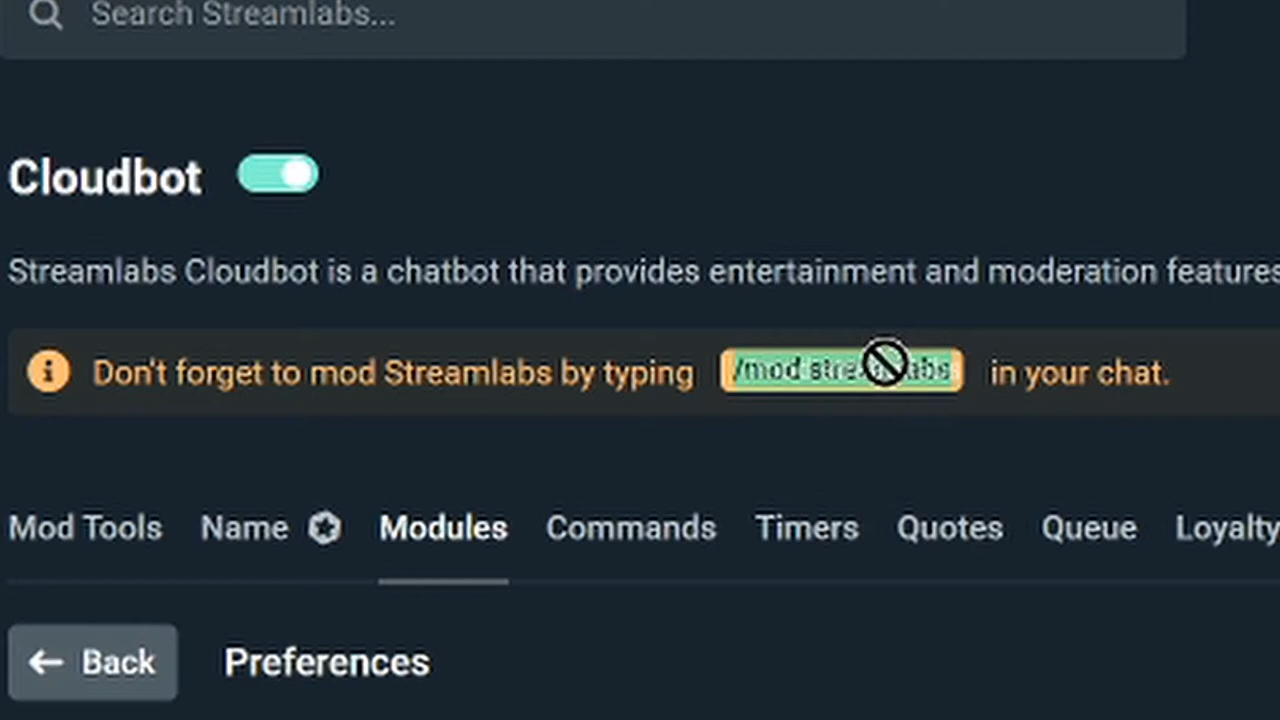 Search Streamlabs...
Cloudbot
Streamlabs Cloudbot is a chatbot that provides entertainment and moderation features
Don't forget to mod Streamlabs by typing /mod streamlabs in your chat.
Mod Tools Name Modules Commands Timers Quotes Queue Loyalty
Back Preferences